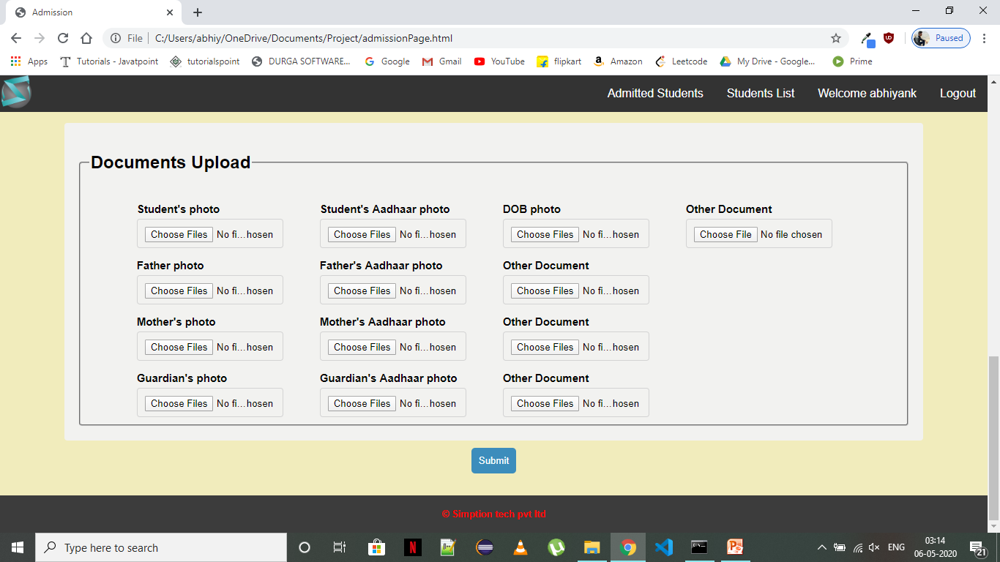 Admission
File C:/Users/abhiy/OneDrive/Documents/Project/admissionPage.html Paused
Apps Tutorials - Javatpoint tutorialspoint DURGA SOFTWARE... Google Gmail YouTube flipkart Amazon Leetcode My Drive - Google... Prime
Admitted Students Students List Welcome abhiyank Logout
Documents Upload
Student's photo Student's Aadhaar photo DOB photo Other Document
Choose Files No fi...hosen Choose Files No fi...hosen Choose Files No fi...hosen Choose File No file chosen
Father photo Father's Aadhaar photo Other Document
Choose Files No fi...hosen Choose Files No fi...hosen Choose Files No fi...hosen
Mother's photo Mother's Aadhaar photo Other Document
Choose Files No fi...hosen Choose Files No fi...hosen Choose Files No fi...hosen
Guardian's photo Guardian's Aadhaar photo Other Document
Choose Files No fi...hosen Choose Files No fi...hosen Choose Files No fi...hosen
Submit
© Simption tech pvt ltd
Type here to search ENG 03:14
06-05-2020 21